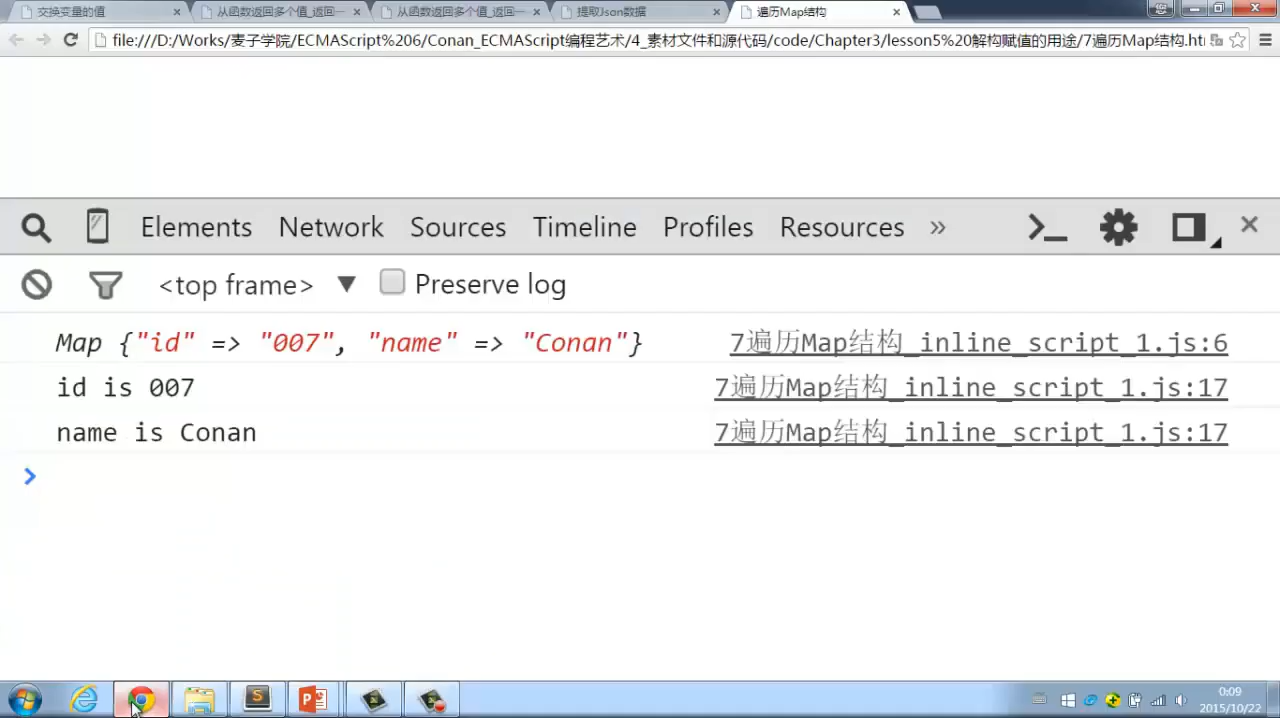 交换变量的值
从函数返回多个值_返回一
从函数返回多个值_返回一
提取Json数据
遍历Map结构
file:///D:/Works/麦子学院/ECMAScript%206/Conan_ECMAScript编程艺术/4_素材文件和源代码/code/Chapter3/lesson5%20解构赋值的用途/7遍历Map结构.ht
Elements Network Sources Timeline Profiles Resources »
<top frame> ▼ Preserve log
Map {"id" => "007", "name" => "Conan"} 7遍历Map结构_inline_script_1.js:6
id is 007 7遍历Map结构_inline_script_1.js:17
name is Conan 7遍历Map结构_inline_script_1.js:17
0:09
2015/10/22